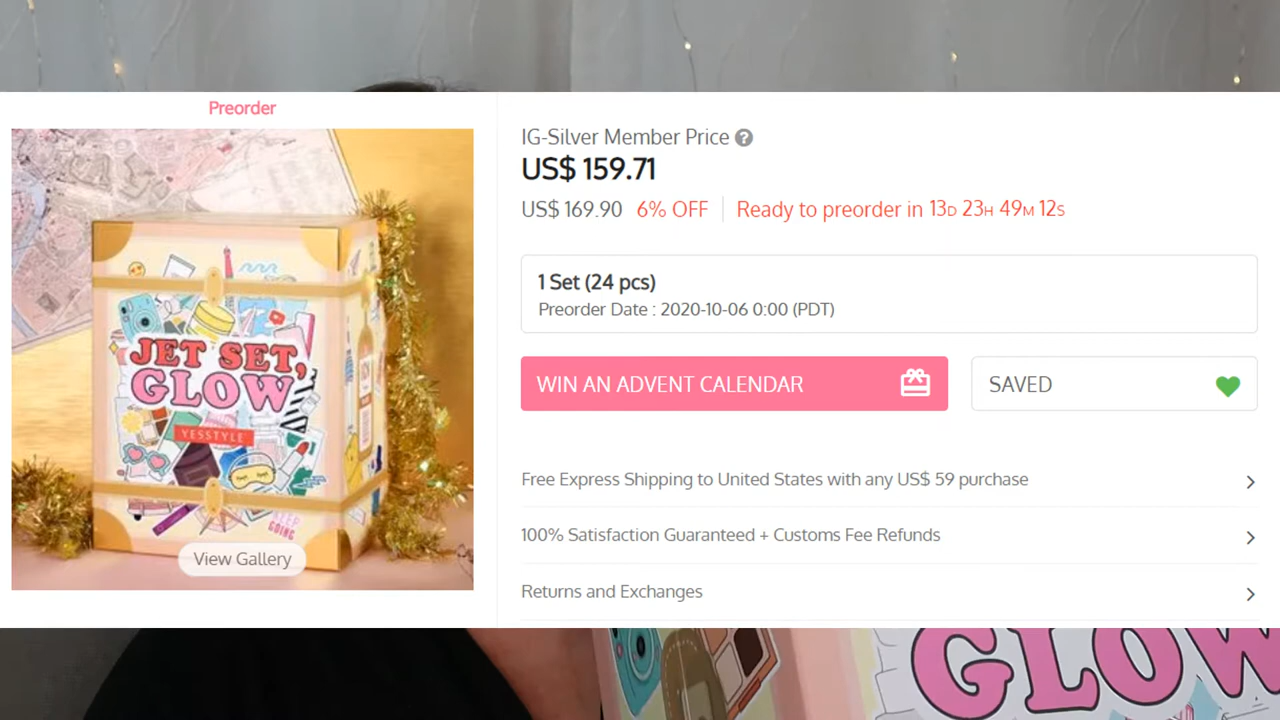 Preorder
JET SET,
GLOW
YESSTYLE
KEEP
GOING
View Gallery
IG-Silver Member Price ?
US$ 159.71
US$ 169.90 6% OFF Ready to preorder in 13D 23H 49M 12S
1 Set (24 pcs)
Preorder Date : 2020-10-06 0:00 (PDT)
WIN AN ADVENT CALENDAR
SAVED
Free Express Shipping to United States with any US$ 59 purchase
100% Satisfaction Guaranteed + Customs Fee Refunds
Returns and Exchanges
GLOW